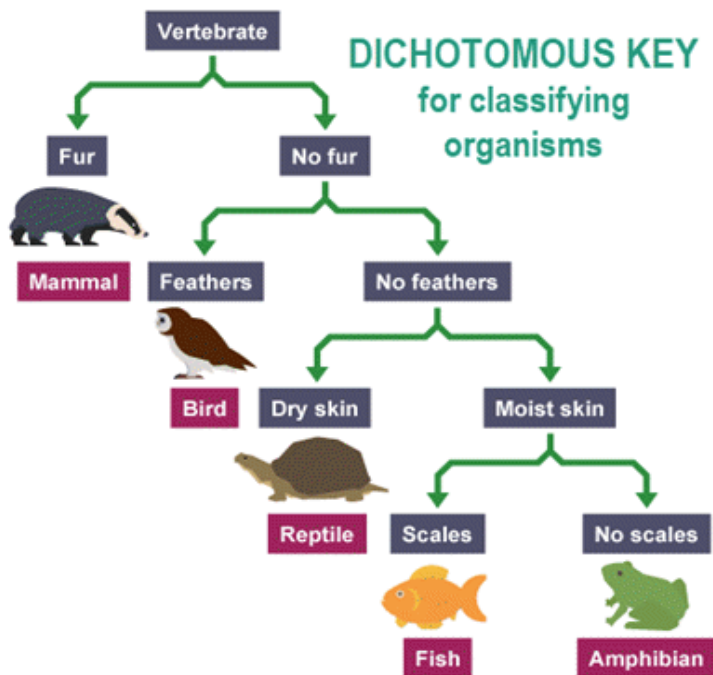 Vertebrate
DICHOTOMOUS KEY
for classifying
organisms
Fur
No fur
Mammal
Feathers
No feathers
Bird
Dry skin
Moist skin
Reptile
Scales
No scales
Fish
Amphibian